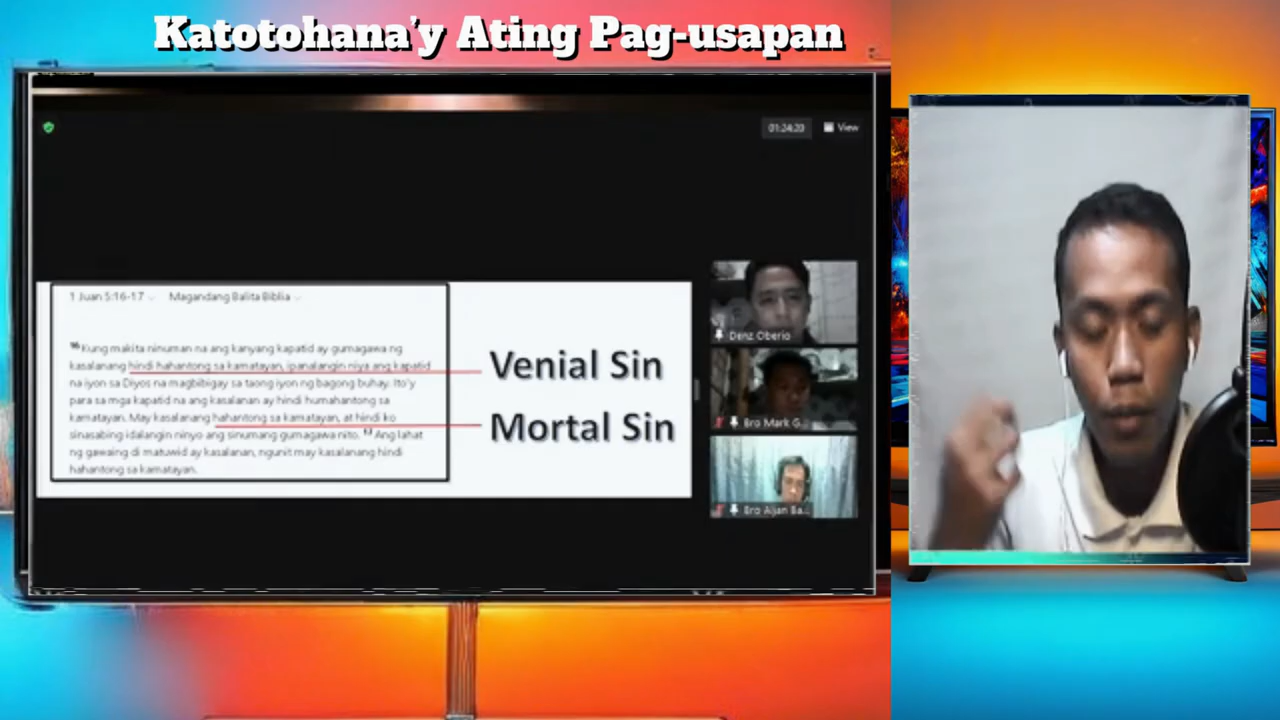 Katotohana'y Ating Pag-usapan
01:24:20 View
1 Juan 5:16-17 Magandang Balita Biblia
16 Kung makita ninuman na ang kanyang kapatid ay gumagawa ng
kasalanang hindi hahantong sa kamatayan, ipanalangin niya ang kapatid
na iyon sa Diyos na magbibigay sa taong iyon ng bagong buhay. Ito'y
para sa mga kapatid na ang kasalanan ay hindi humahantong sa
kamatayan. May kasalanang hahantong sa kamatayan, at hindi ko
sinasabing idalangin ninyo ang sinumang gumagawa nito. 17 Ang lahat
ng gawaing di matuwid ay kasalanan, ngunit may kasalanang hindi
hahantong sa kamatayan.
Venial Sin
Mortal Sin
Denz Oberio
Bro Mark G...
Bro Aljan Ba...